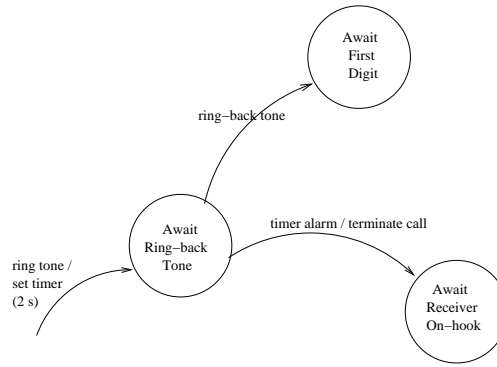 Await
First
Digit
ring−back tone
Await
Ring−back
Tone
timer alarm / terminate call
ring tone /
set timer
(2 s)
Await
Receiver
On−hook